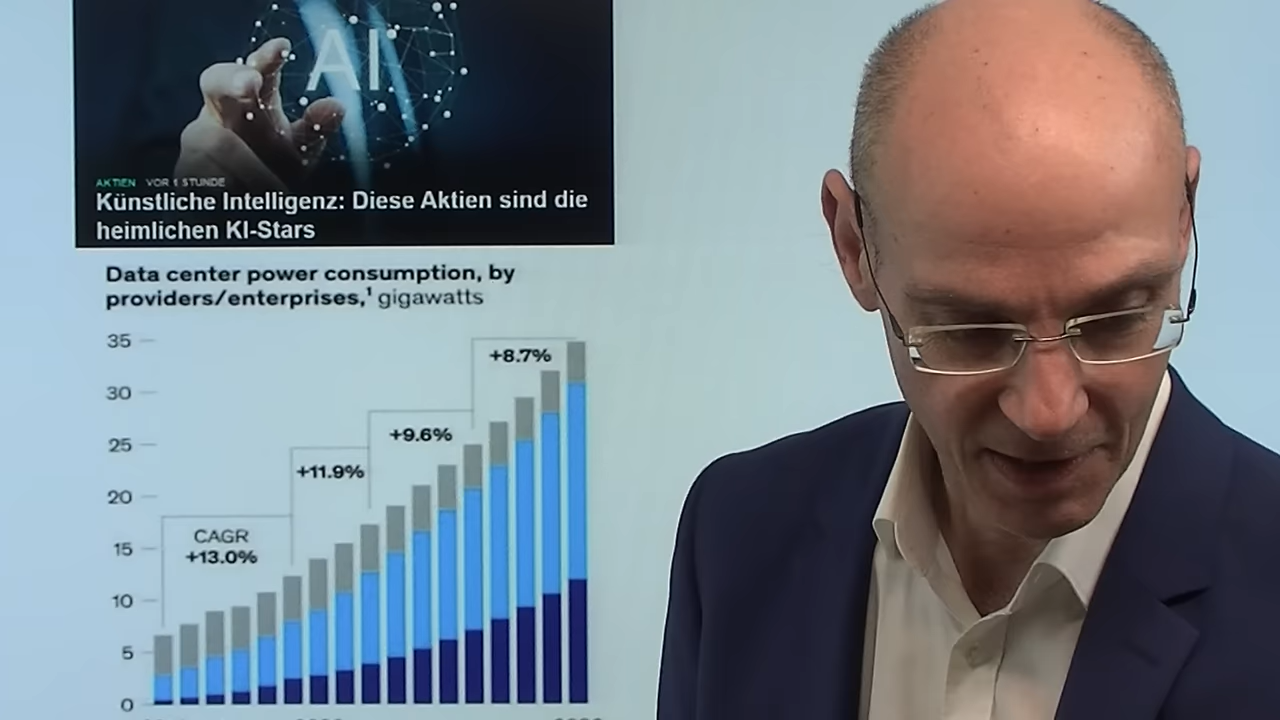 AI
AKTIEN VOR 1 STUNDE
Künstliche Intelligenz: Diese Aktien sind die
heimlichen KI-Stars
Data center power consumption, by
providers/enterprises,¹ gigawatts
35
+8.7%
30
+9.6%
25
+11.9%
20
CAGR
+13.0%
15
10
5
0